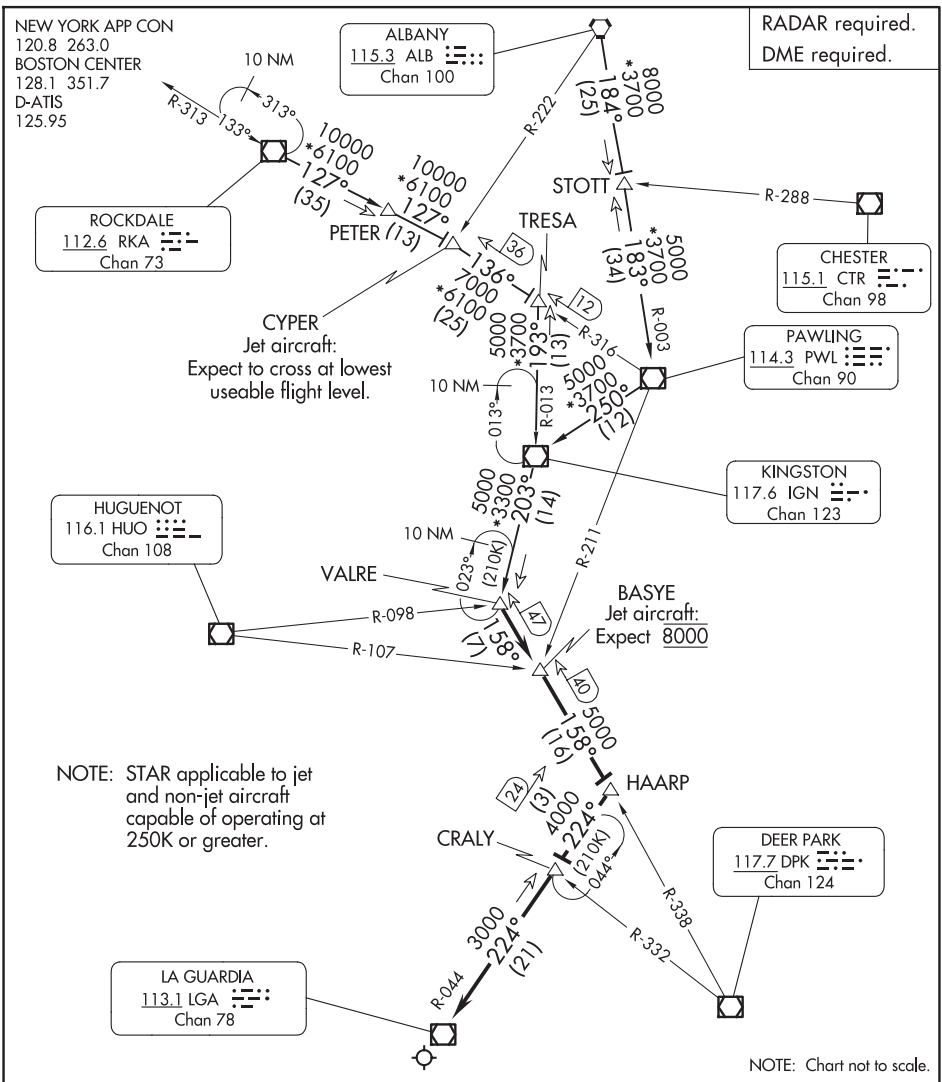 NEW YORK APP CON
120.8 263.0
BOSTON CENTER
128.1 351.7
D-ATIS
125.95
RADAR required.
DME required.
ALBANY
115.3 ALB
Chan 100
10 NM
R-313
133°
313°
R-222
8000
*3700
184°
(25)
10000
*6100
127°
(35)
10000
*6100
127°
(13)
PETER
STOTT
R-288
ROCKDALE
112.6 RKA
Chan 73
CHESTER
115.1 CTR
Chan 98
TRESA
36
136°
7000
*6100
(25)
12
5000
*3700
183°
(34)
R-003
R-316
CYPER
Jet aircraft:
Expect to cross at lowest
useable flight level.
5000
*3700
193°
(13)
R-013
10 NM
013°
5000
*3700
250°
(12)
PAWLING
114.3 PWL
Chan 90
KINGSTON
117.6 IGN
Chan 123
HUGUENOT
116.1 HUO
Chan 108
5000
*3300
203°
(14)
10 NM
023°
(210K)
VALRE
R-211
R-098
R-107
47
158°
(7)
BASYE
Jet aircraft:
Expect 8000
40
5000
158°
(16)
HAARP
NOTE: STAR applicable to jet
and non-jet aircraft
capable of operating at
250K or greater.
24
(3)
4000
224°
(210K)
044°
CRALY
DEER PARK
117.7 DPK
Chan 124
R-338
R-332
3000
224°
(21)
R-044
LA GUARDIA
113.1 LGA
Chan 78
NOTE: Chart not to scale.